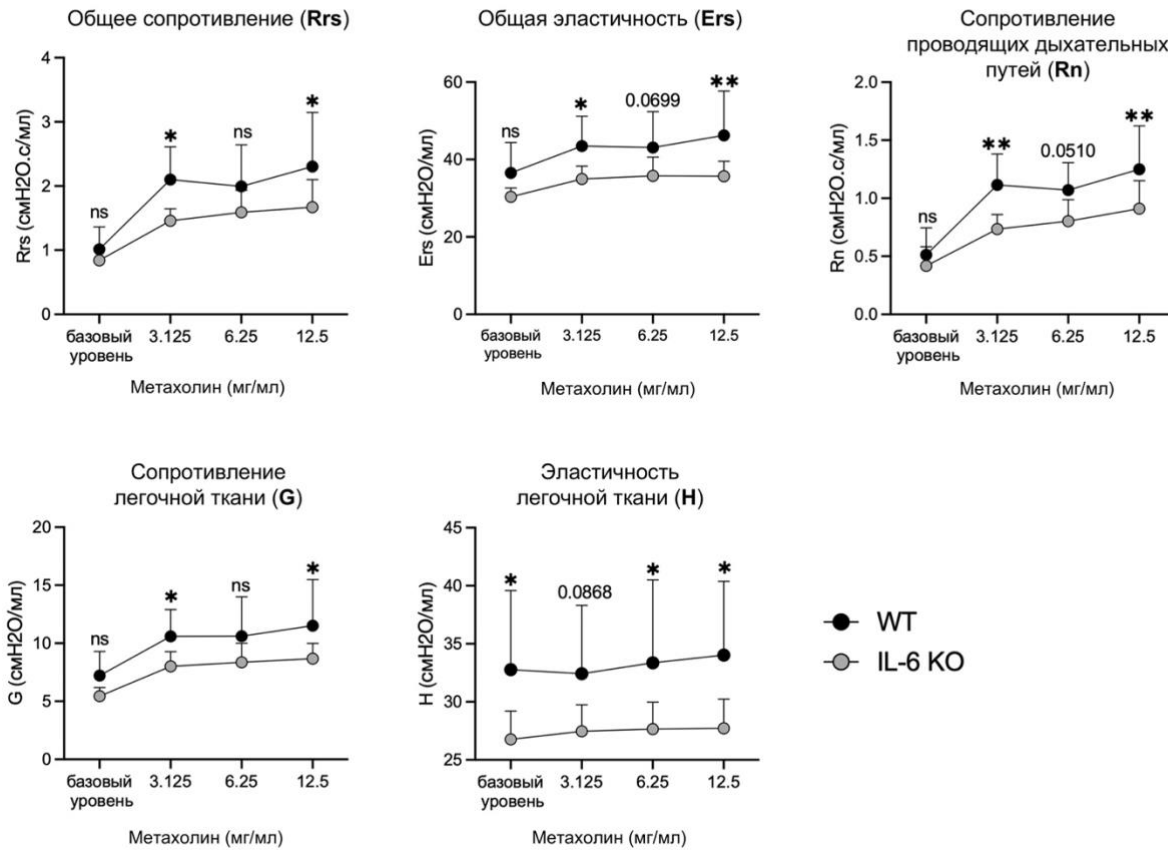 Общее сопротивление (Rrs)
Rrs (смH2O.с/мл)
4
3
2
1
0
ns
*
ns
*
базовый
уровень
3.125
6.25
12.5
Метахолин (мг/мл)
Общая эластичность (Ers)
Ers (смH2O/мл)
60
40
20
0
ns
*
0.0699
**
базовый
уровень
3.125
6.25
12.5
Метахолин (мг/мл)
Сопротивление
проводящих дыхательных
путей (Rn)
Rn (смH2O.с/мл)
2.0
1.5
1.0
0.5
0.0
ns
**
0.0510
**
базовый
уровень
3.125
6.25
12.5
Метахолин (мг/мл)
Сопротивление
легочной ткани (G)
G (смH2O/мл)
20
15
10
5
0
ns
*
ns
*
базовый
уровень
3.125
6.25
12.5
Метахолин (мг/мл)
Эластичность
легочной ткани (H)
H (смH2O/мл)
45
40
35
30
25
*
0.0868
*
*
базовый
уровень
3.125
6.25
12.5
Метахолин (мг/мл)
WT
IL-6 KO